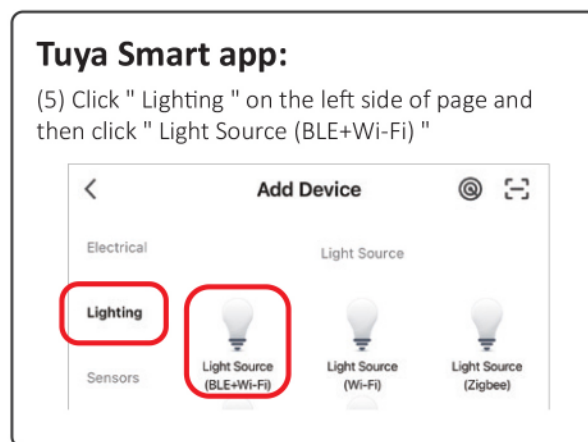 Tuya Smart app:
(5) Click " Lighting " on the left side of page and
then click " Light Source (BLE+Wi-Fi) "
Add Device
Electrical
Light Source
Lighting
Light Source
(BLE+Wi-Fi)
Light Source
(Wi-Fi)
Light Source
(Zigbee)
Sensors